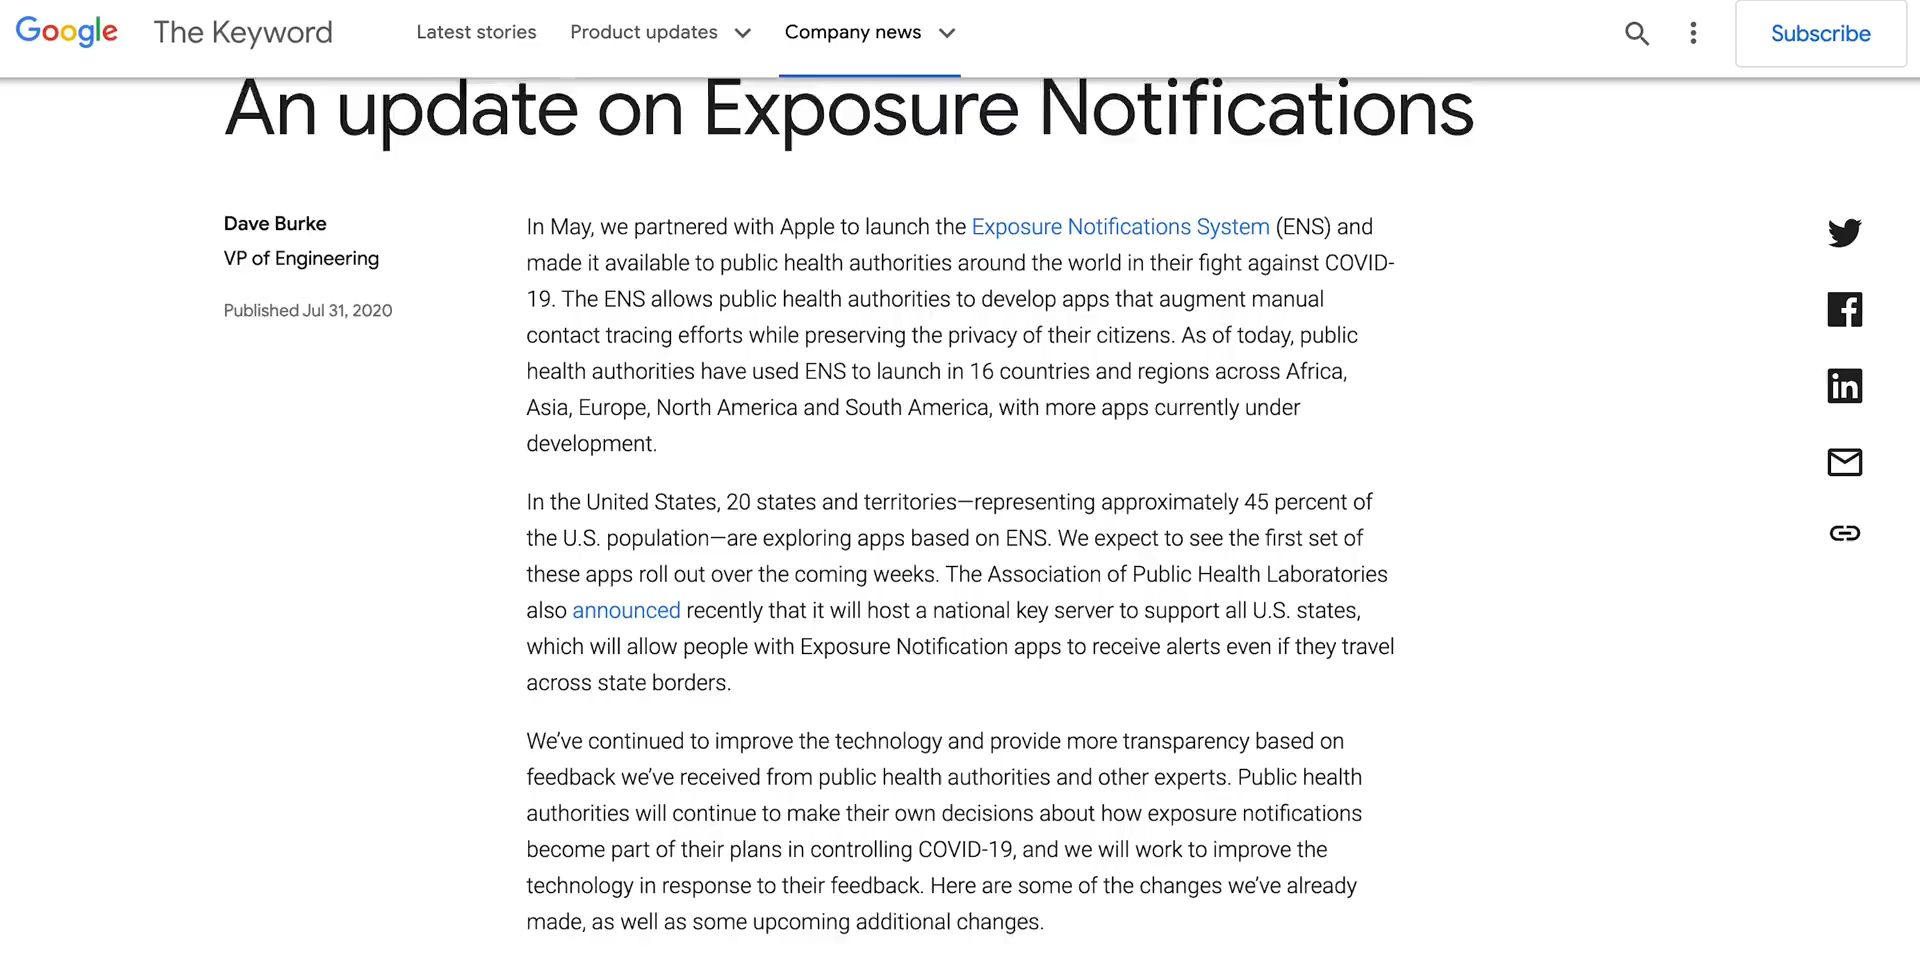 Google The Keyword Latest stories Product updates Company news Subscribe
An update on Exposure Notifications
Dave Burke
VP of Engineering
Published Jul 31, 2020
In May, we partnered with Apple to launch the Exposure Notifications System (ENS) and
made it available to public health authorities around the world in their fight against COVID-
19. The ENS allows public health authorities to develop apps that augment manual
contact tracing efforts while preserving the privacy of their citizens. As of today, public
health authorities have used ENS to launch in 16 countries and regions across Africa,
Asia, Europe, North America and South America, with more apps currently under
development.
In the United States, 20 states and territories—representing approximately 45 percent of
the U.S. population—are exploring apps based on ENS. We expect to see the first set of
these apps roll out over the coming weeks. The Association of Public Health Laboratories
also announced recently that it will host a national key server to support all U.S. states,
which will allow people with Exposure Notification apps to receive alerts even if they travel
across state borders.
We’ve continued to improve the technology and provide more transparency based on
feedback we’ve received from public health authorities and other experts. Public health
authorities will continue to make their own decisions about how exposure notifications
become part of their plans in controlling COVID-19, and we will work to improve the
technology in response to their feedback. Here are some of the changes we’ve already
made, as well as some upcoming additional changes.